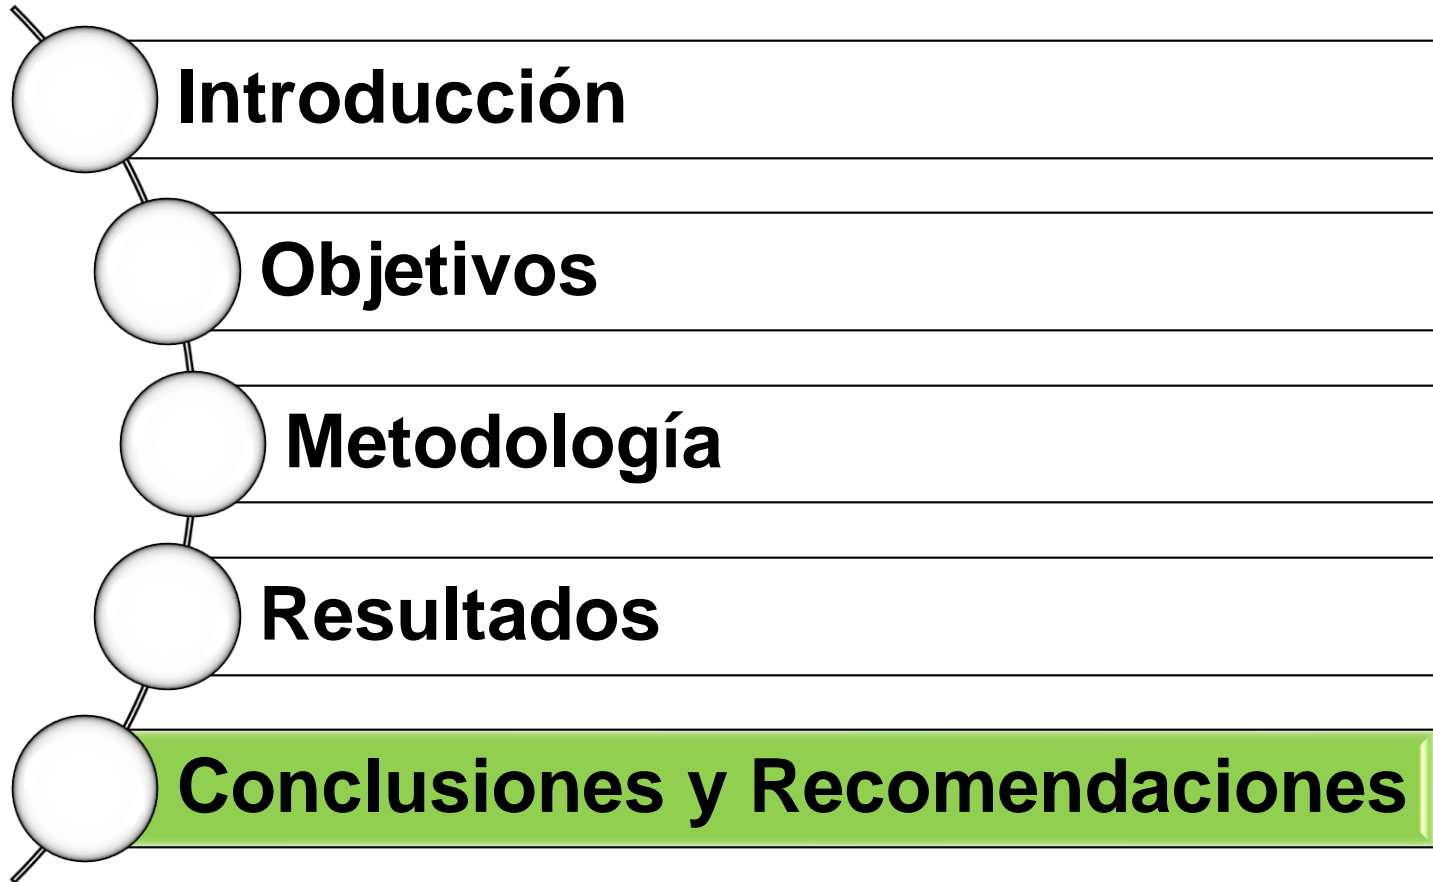 Introducción
Objetivos
Metodología
Resultados
Conclusiones y Recomendaciones